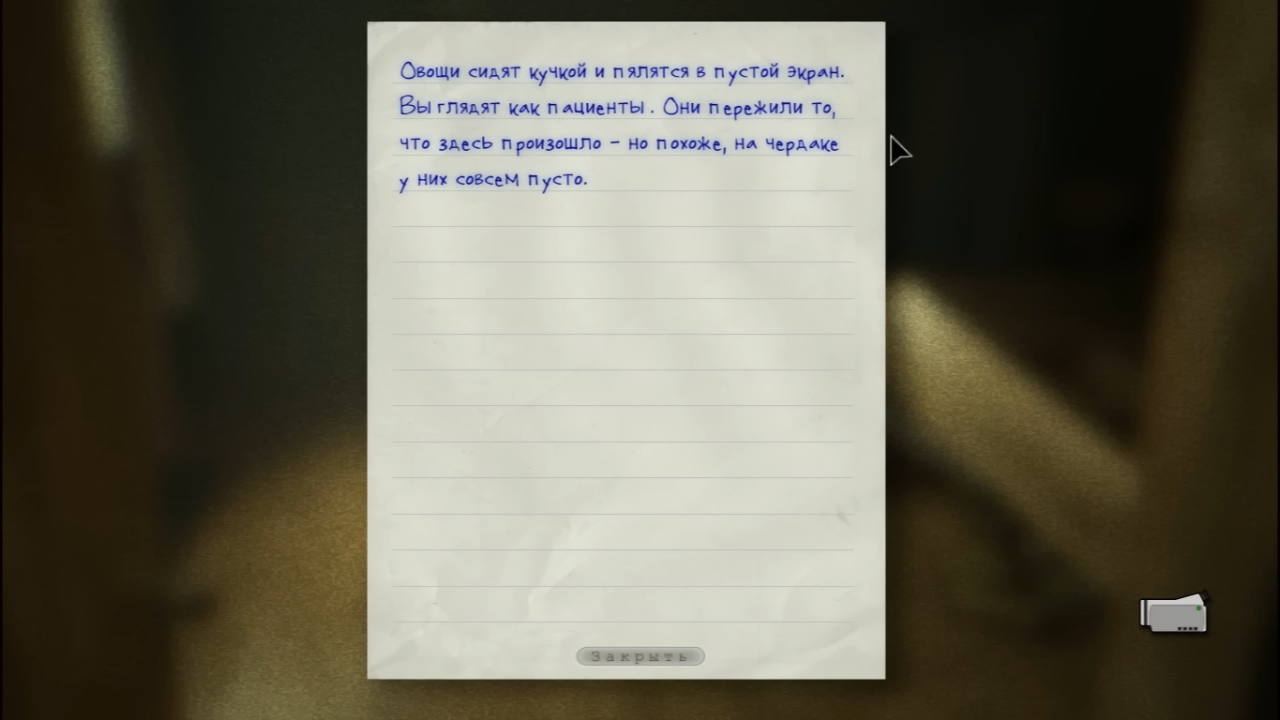 Овощи сидят кучкой и пялятся в пустой экран.
Выглядят как пациенты. Они пережили то,
что здесь произошло - но похоже, на чердаке
у них совсем пусто.
Закрыть